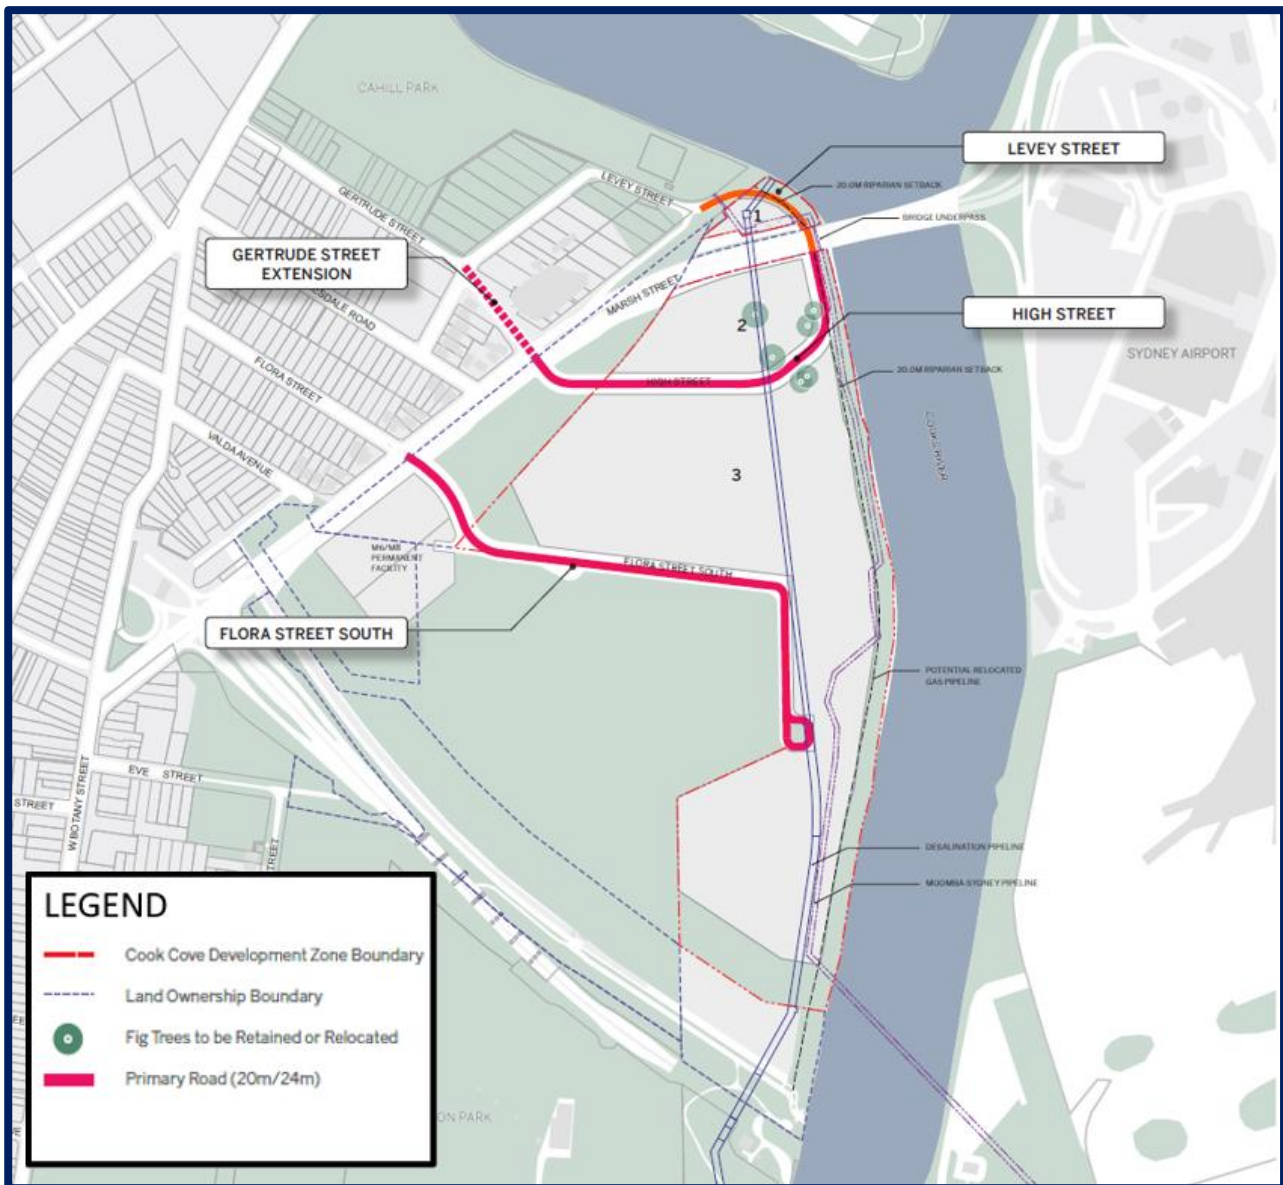 CAHILL PARK
LEVEY STREET
LEVEY STREET
20.0M RIPARIAN SETBACK
GERTRUDE STREET
1
BRIDGE UNDERPASS
GERTRUDE STREET
EXTENSION
MARSH STREET
HIGH STREET
2
SYDNEY AIRPORT
FLORA STREET
HIGH STREET
20.0M RIPARIAN SETBACK
COOKS RIVER
VALDA AVENUE
3
M6/M8
PERMANENT
FACILITY
FLORA STREET SOUTH
FLORA STREET SOUTH
POTENTIAL RELOCATED
GAS PIPELINE
EVE STREET
STREET
W BOTANY STREET
STREET
DESALINATION PIPELINE
MOOMBA SYDNEY PIPELINE
LEGEND
Cook Cove Development Zone Boundary
Land Ownership Boundary
Fig Trees to be Retained or Relocated
Primary Road (20m/24m)
ON PARK